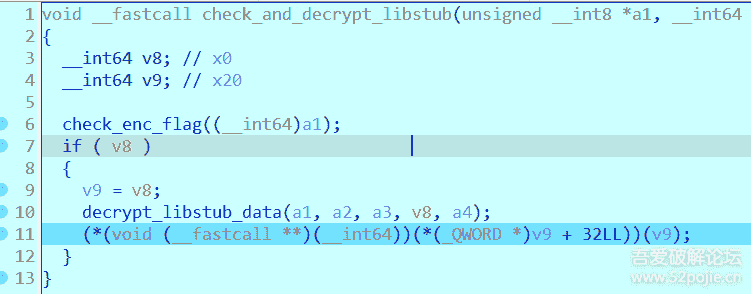 1 void __fastcall check_and_decrypt_libstub(unsigned __int8 *a1, __int64
2 {
3 __int64 v8; // x0
4 __int64 v9; // x20
5
6 check_enc_flag((__int64)a1);
7 if ( v8 )
8 {
9 v9 = v8;
10 decrypt_libstub_data(a1, a2, a3, v8, a4);
11 (*(void (__fastcall **)(__int64))(*(_QWORD *)v9 + 32LL))(v9);
12 }
13 }
吾爱破解论坛
www.52pojie.cn